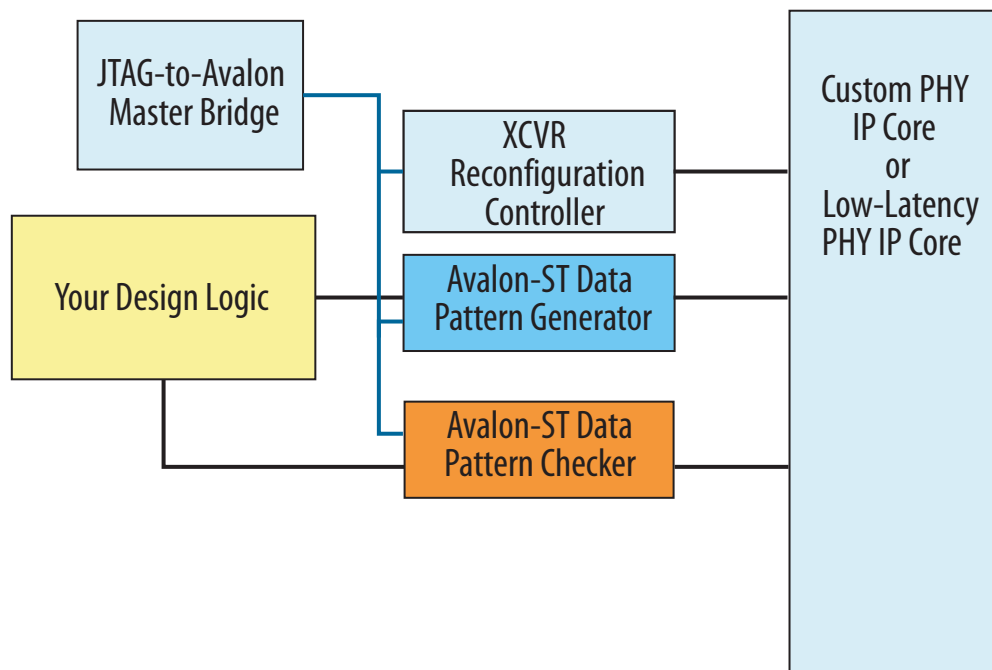 JTAG-to-Avalon
Master Bridge
XCVR
Reconfiguration
Controller
Custom PHY
IP Core
or
Low-Latency
PHY IP Core
Your Design Logic
Avalon-ST Data
Pattern Generator
Avalon-ST Data
Pattern Checker